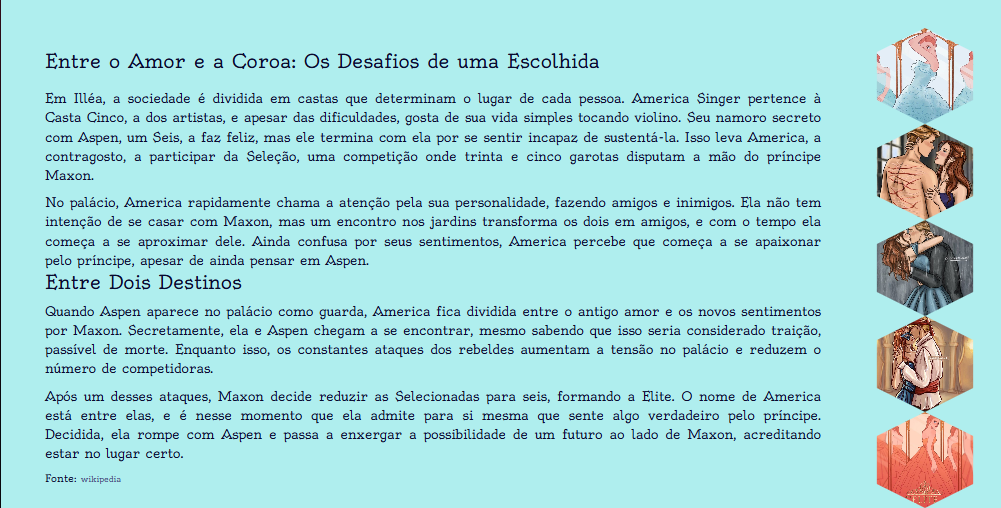 Entre o Amor e a Coroa: Os Desafios de uma Escolhida
Em Illéa, a sociedade é dividida em castas que determinam o lugar de cada pessoa. America Singer pertence à
Casta Cinco, a dos artistas, e apesar das dificuldades, gosta de sua vida simples tocando violino. Seu namoro secreto
com Aspen, um Seis, a faz feliz, mas ele termina com ela por se sentir incapaz de sustentá-la. Isso leva America, a
contragosto, a participar da Seleção, uma competição onde trinta e cinco garotas disputam a mão do príncipe
Maxon.
No palácio, America rapidamente chama a atenção pela sua personalidade, fazendo amigos e inimigos. Ela não tem
intenção de se casar com Maxon, mas um encontro nos jardins transforma os dois em amigos, e com o tempo ela
começa a se aproximar dele. Ainda confusa por seus sentimentos, America percebe que começa a se apaixonar
pelo príncipe, apesar de ainda pensar em Aspen.
Entre Dois Destinos
Quando Aspen aparece no palácio como guarda, America fica dividida entre o antigo amor e os novos sentimentos
por Maxon. Secretamente, ela e Aspen chegam a se encontrar, mesmo sabendo que isso seria considerado traição,
passível de morte. Enquanto isso, os constantes ataques dos rebeldes aumentam a tensão no palácio e reduzem o
número de competidoras.
Após um desses ataques, Maxon decide reduzir as Selecionadas para seis, formando a Elite. O nome de America
está entre elas, e é nesse momento que ela admite para si mesma que sente algo verdadeiro pelo príncipe.
Decidida, ela rompe com Aspen e passa a enxergar a possibilidade de um futuro ao lado de Maxon, acreditando
estar no lugar certo.
Fonte: wikipedia